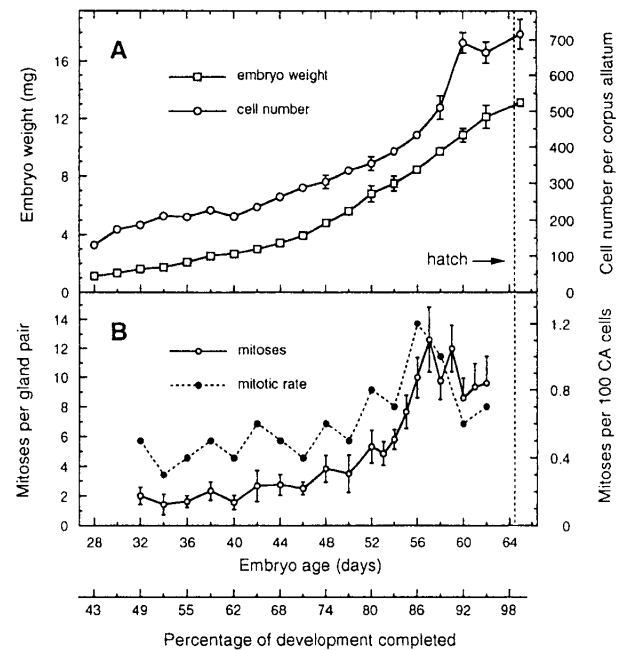 A
16
12
8
4
0
Embryo weight (mg)
embryo weight
cell number
hatch
700
600
500
400
300
200
100
0
Cell number per corpus allatum
B
14
12
10
8
6
4
2
0
Mitoses per gland pair
mitoses
mitotic rate
1.2
0.8
0.4
0
Mitoses per 100 CA cells
28 32 36 40 44 48 52 56 60 64
Embryo age (days)
43 49 55 62 68 74 80 86 92 98
Percentage of development completed